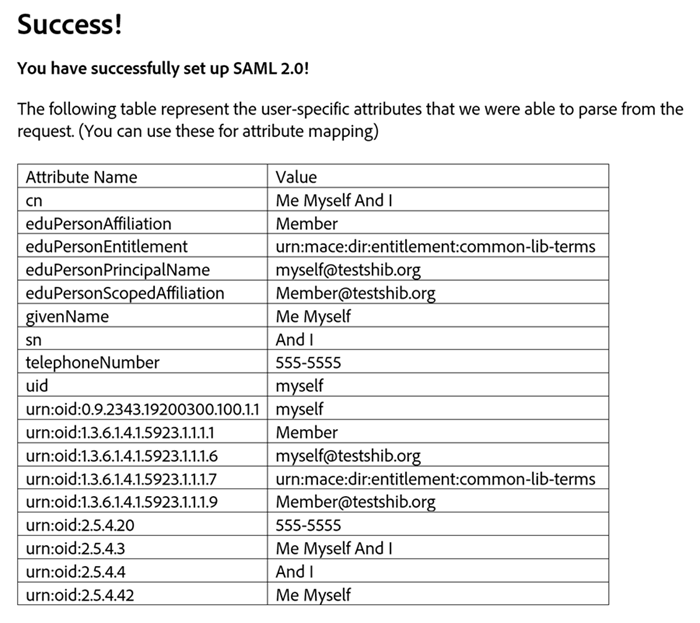 Success!
You have successfully set up SAML 2.0!
The following table represent the user-specific attributes that we were able to parse from the
request. (You can use these for attribute mapping)
Attribute Name Value
cn Me Myself And I
eduPersonAffiliation Member
eduPersonEntitlement urn:mace:dir:entitlement:common-lib-terms
eduPersonPrincipalName myself@testshib.org
eduPersonScopedAffiliation Member@testshib.org
givenName Me Myself
sn And I
telephoneNumber 555-5555
uid myself
urn:oid:0.9.2343.19200300.100.1.1 myself
urn:oid:1.3.6.1.4.1.5923.1.1.1.1 Member
urn:oid:1.3.6.1.4.1.5923.1.1.1.6 myself@testshib.org
urn:oid:1.3.6.1.4.1.5923.1.1.1.7 urn:mace:dir:entitlement:common-lib-terms
urn:oid:1.3.6.1.4.1.5923.1.1.1.9 Member@testshib.org
urn:oid:2.5.4.20 555-5555
urn:oid:2.5.4.3 Me Myself And I
urn:oid:2.5.4.4 And I
urn:oid:2.5.4.42 Me Myself